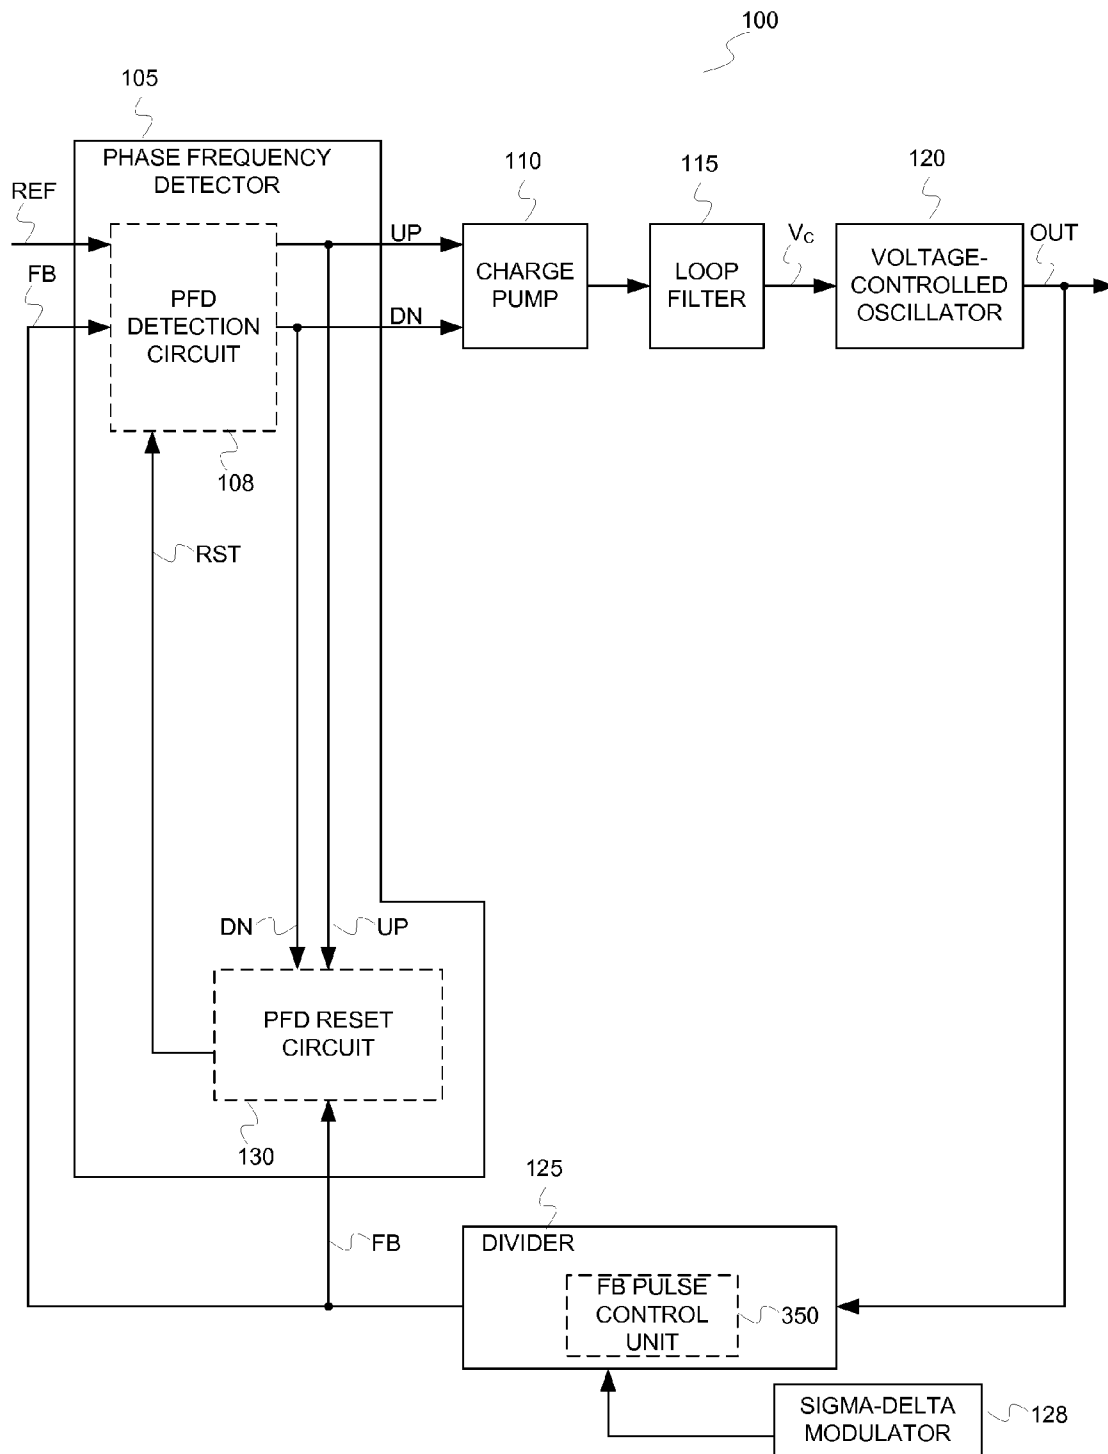 100
105
PHASE FREQUENCY
DETECTOR
110
115
120
REF
FB
PFD
DETECTION
CIRCUIT
UP
DN
CHARGE
PUMP
LOOP
FILTER
VC
VOLTAGE-
CONTROLLED
OSCILLATOR
OUT
108
RST
DN
UP
PFD RESET
CIRCUIT
130
FB
125
DIVIDER
FB PULSE
CONTROL
UNIT
350
SIGMA-DELTA
MODULATOR
128